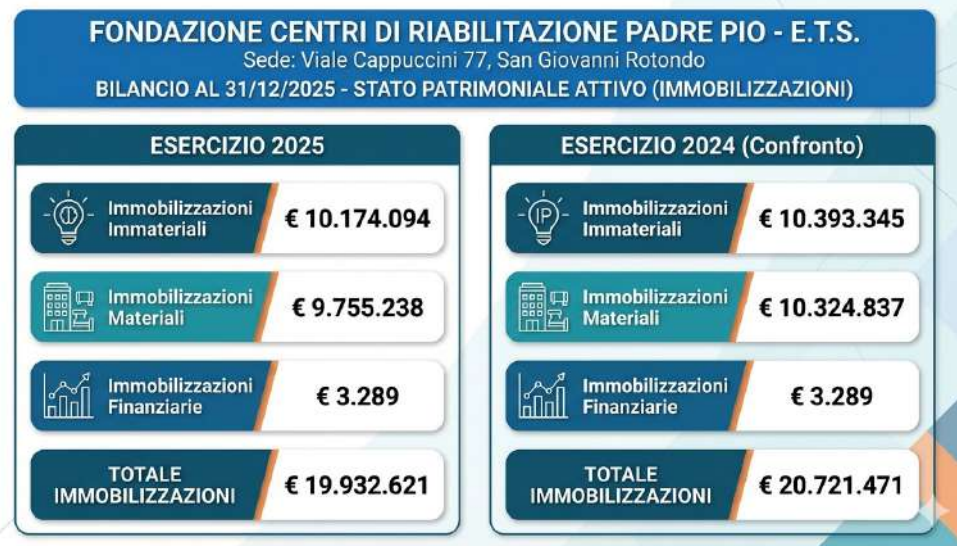 FONDAZIONE CENTRI DI RIABILITAZIONE PADRE PIO - E.T.S.
Sede: Viale Cappuccini 77, San Giovanni Rotondo
BILANCIO AL 31/12/2025 - STATO PATRIMONIALE ATTIVO (IMMOBILIZZAZIONI)
ESERCIZIO 2025
Immobilizzazioni
Immateriali
€ 10.174.094
Immobilizzazioni
Materiali
€ 9.755.238
Immobilizzazioni
Finanziarie
€ 3.289
TOTALE
IMMOBILIZZAZIONI
€ 19.932.621
ESERCIZIO 2024 (Confronto)
IP
Immobilizzazioni
Immateriali
€ 10.393.345
Immobilizzazioni
Materiali
€ 10.324.837
Immobilizzazioni
Finanziarie
€ 3.289
TOTALE
IMMOBILIZZAZIONI
€ 20.721.471